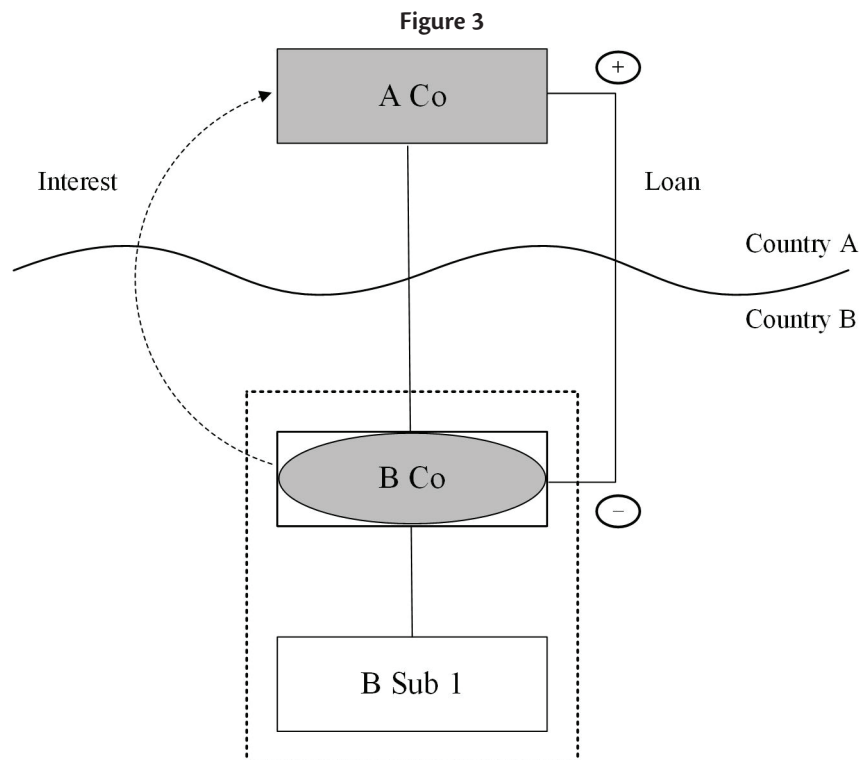 Figure 3
+
A Co
Interest
Loan
Country A
Country B
B Co
−
B Sub 1